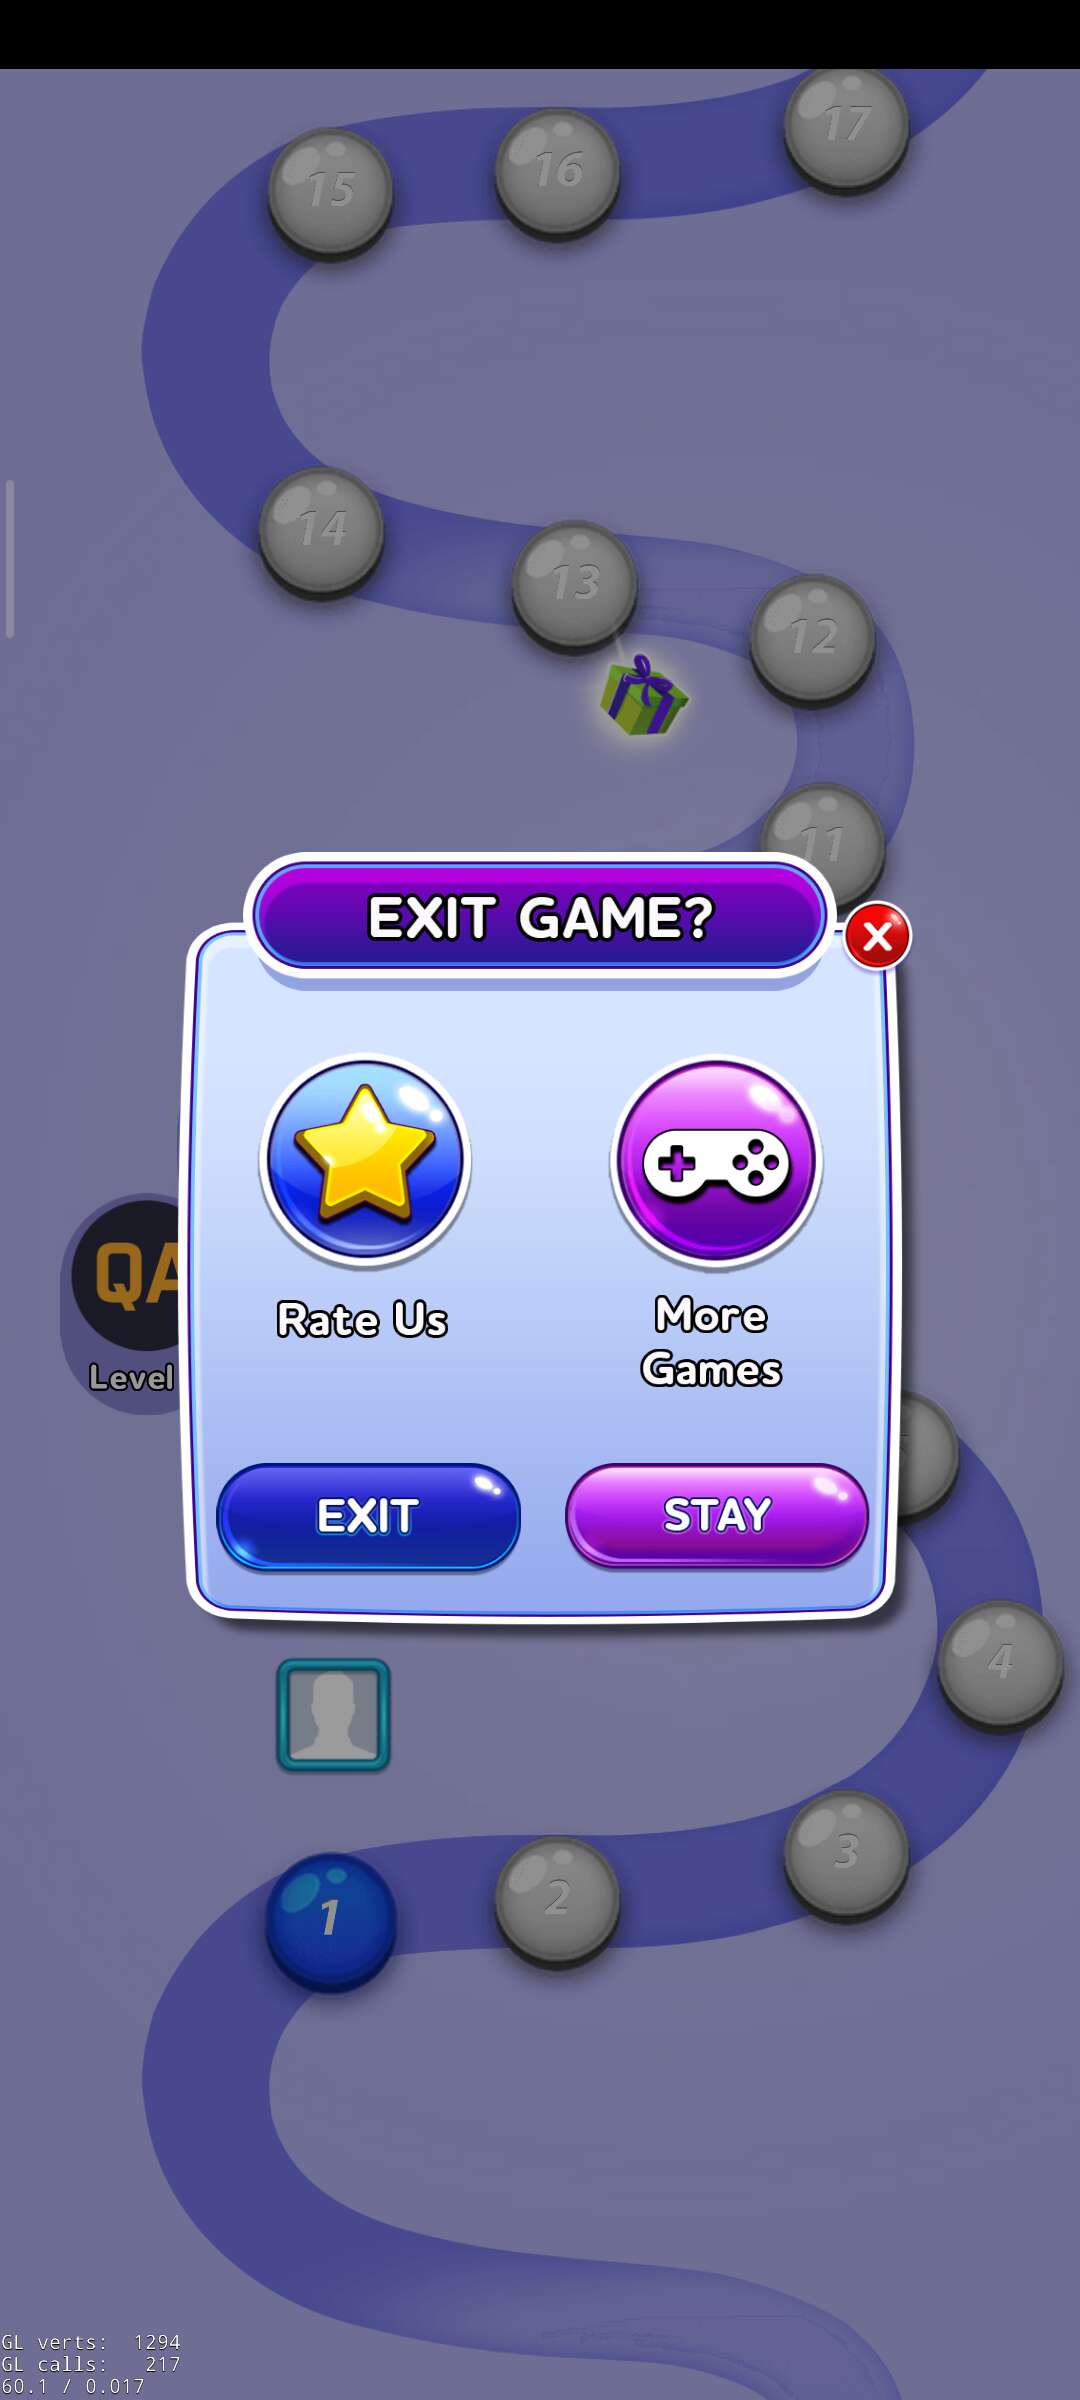 17
16
15
14
13
12
11
EXIT GAME?
QA
Level
Rate Us
More
Games
EXIT
STAY
4
3
2
1
GL verts: 1294
GL calls: 217
60.1 / 0.017